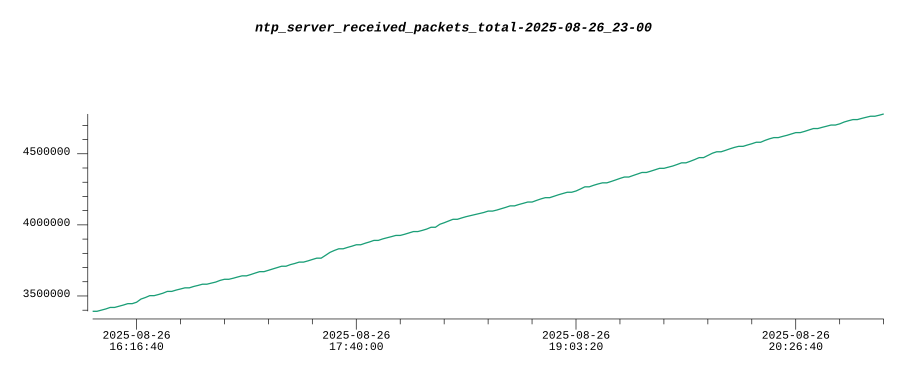 ntp_server_received_packets_total-2025-08-26_23-00
4500000
4000000
3500000
2025-08-26 2025-08-26 2025-08-26 2025-08-26
16:16:40 17:40:00 19:03:20 20:26:40